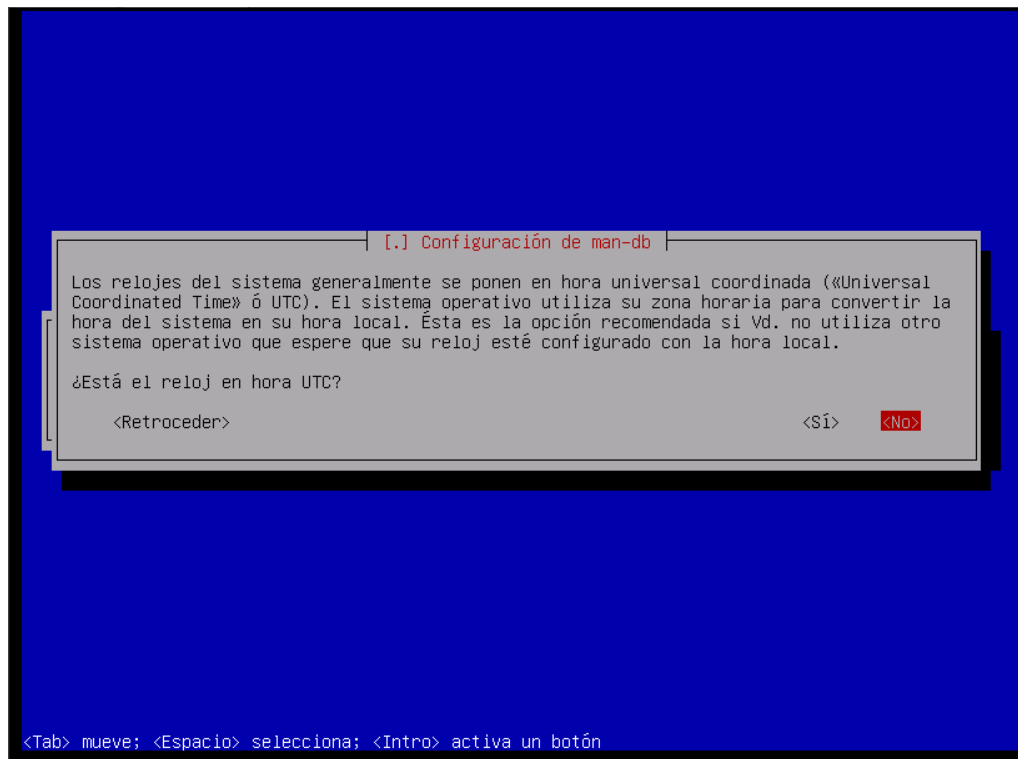 [.] Configuración de man-db
Los relojes del sistema generalmente se ponen en hora universal coordinada («Universal
Coordinated Time» ó UTC). El sistema operativo utiliza su zona horaria para convertir la
hora del sistema en su hora local. Ésta es la opción recomendada si Vd. no utiliza otro
sistema operativo que espere que su reloj esté configurado con la hora local.
¿Está el reloj en hora UTC?
<Retroceder> <Sí> <No>
<Tab> mueve; <Espacio> selecciona; <Intro> activa un botón